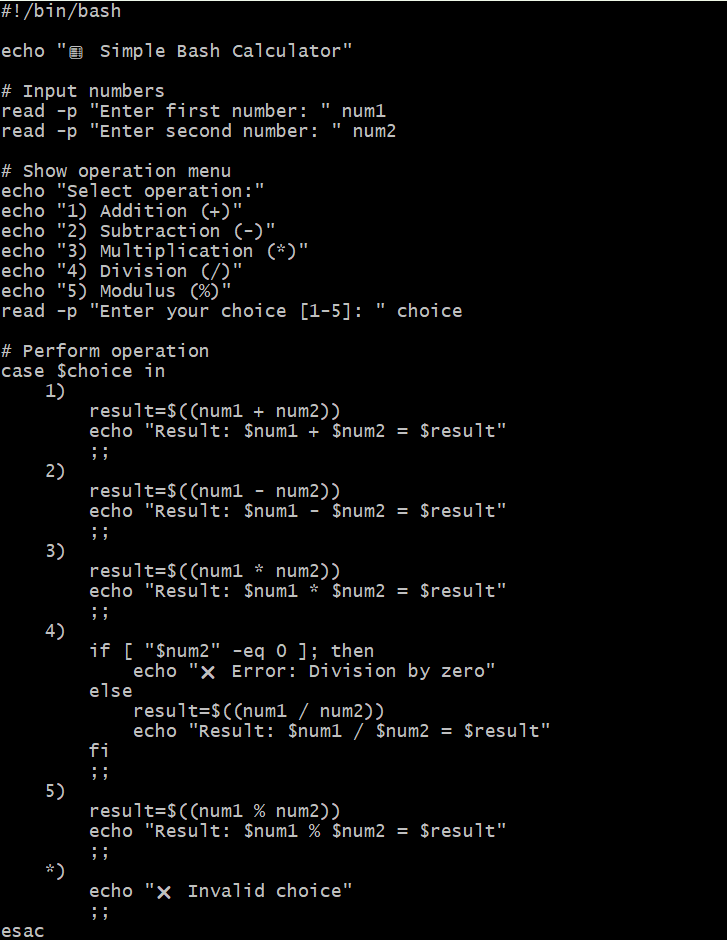 #!/bin/bash

echo "🧮 Simple Bash Calculator"

# Input numbers
read -p "Enter first number: " num1
read -p "Enter second number: " num2

# Show operation menu
echo "Select operation:"
echo "1) Addition (+)"
echo "2) Subtraction (-)"
echo "3) Multiplication (*)"
echo "4) Division (/)"
echo "5) Modulus (%)"
read -p "Enter your choice [1-5]: " choice

# Perform operation
case $choice in
    1)
        result=$((num1 + num2))
        echo "Result: $num1 + $num2 = $result"
        ;;
    2)
        result=$((num1 - num2))
        echo "Result: $num1 - $num2 = $result"
        ;;
    3)
        result=$((num1 * num2))
        echo "Result: $num1 * $num2 = $result"
        ;;
    4)
        if [ "$num2" -eq 0 ]; then
            echo "❌ Error: Division by zero"
        else
            result=$((num1 / num2))
            echo "Result: $num1 / $num2 = $result"
        fi
        ;;
    5)
        result=$((num1 % num2))
        echo "Result: $num1 % $num2 = $result"
        ;;
    *)
        echo "❌ Invalid choice"
        ;;
esac